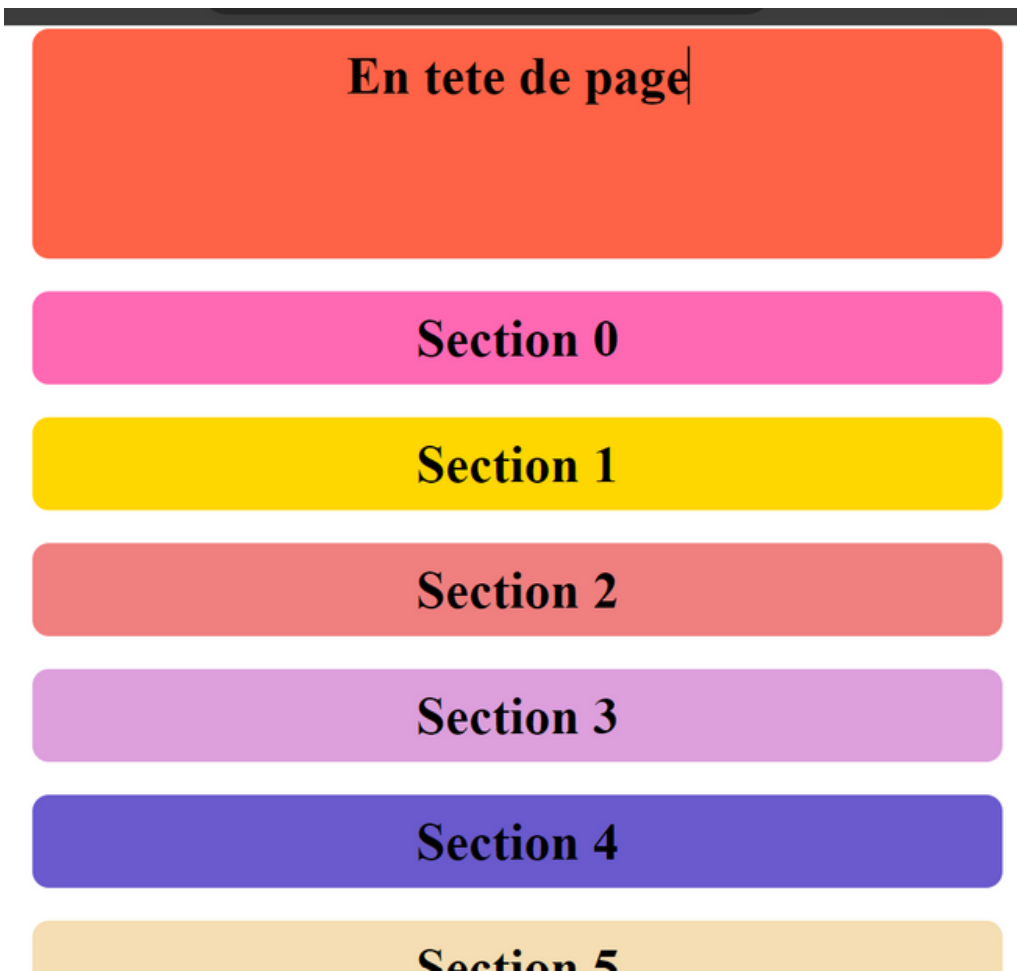 En tete de page
Section 0
Section 1
Section 2
Section 3
Section 4
Section 5